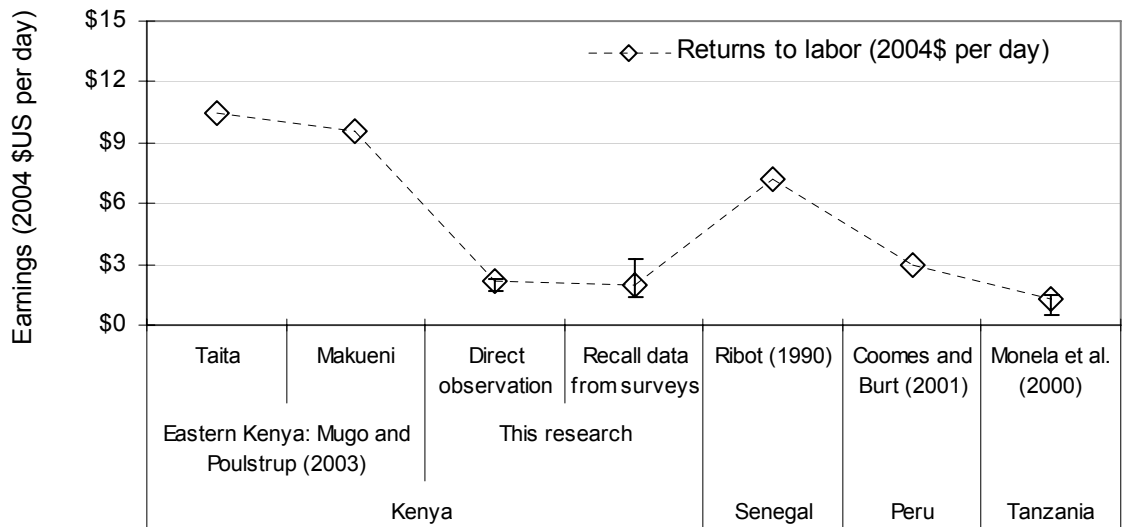 Earnings (2004 $US per day)
$15
$12
$9
$6
$3
$0
Returns to labor (2004$ per day)
Taita
Makueni
Direct
observation
Recall data
from surveys
Ribot (1990)
Coomes and
Burt (2001)
Monela et al.
(2000)
Eastern Kenya: Mugo and
Poulstrup (2003)
This research
Kenya
Senegal
Peru
Tanzania